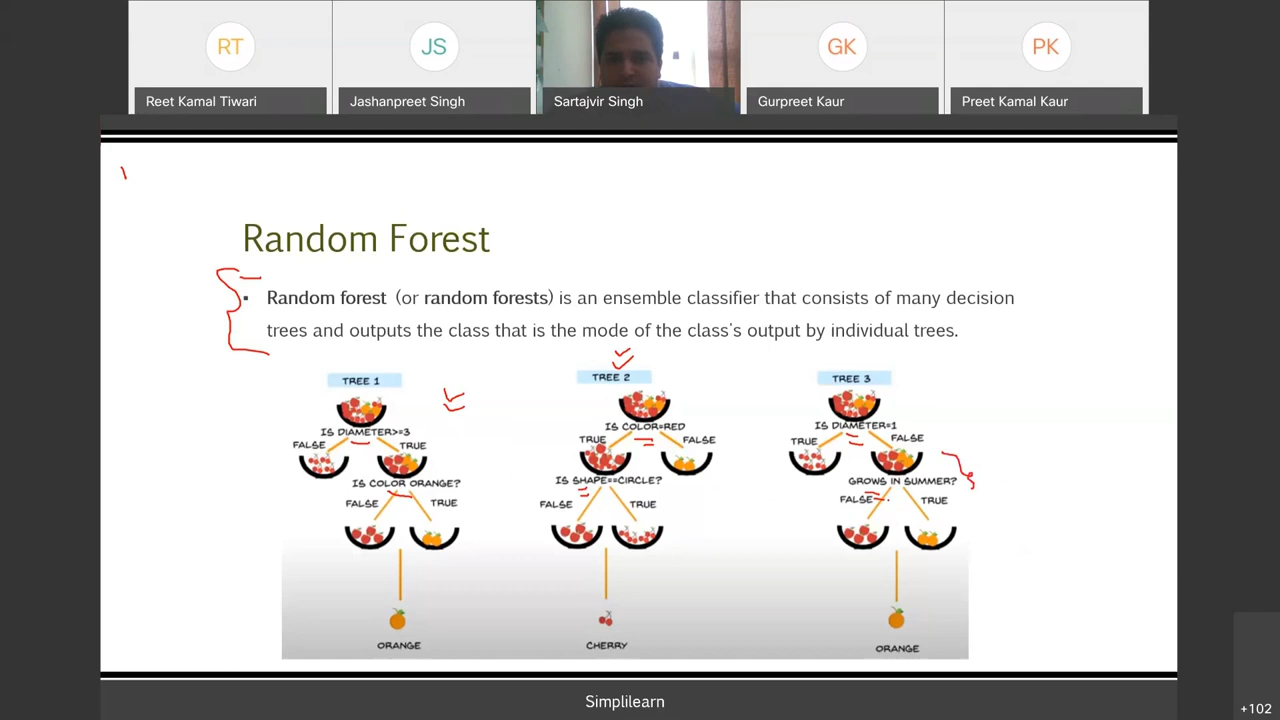 RT
JS
GK
PK
Reet Kamal Tiwari
Jashanpreet Singh
Sartajvir Singh
Gurpreet Kaur
Preet Kamal Kaur
Random Forest
▪ Random forest (or random forests) is an ensemble classifier that consists of many decision
trees and outputs the class that is the mode of the class's output by individual trees.
TREE 1
IS DIAMETER>=3
FALSE
TRUE
IS COLOR ORANGE?
FALSE
TRUE
ORANGE
TREE 2
IS COLOR=RED
TRUE
FALSE
IS SHAPE==CIRCLE?
FALSE
TRUE
CHERRY
TREE 3
IS DIAMETER=1
TRUE
FALSE
GROWS IN SUMMER?
FALSE
TRUE
ORANGE
Simplilearn
+102